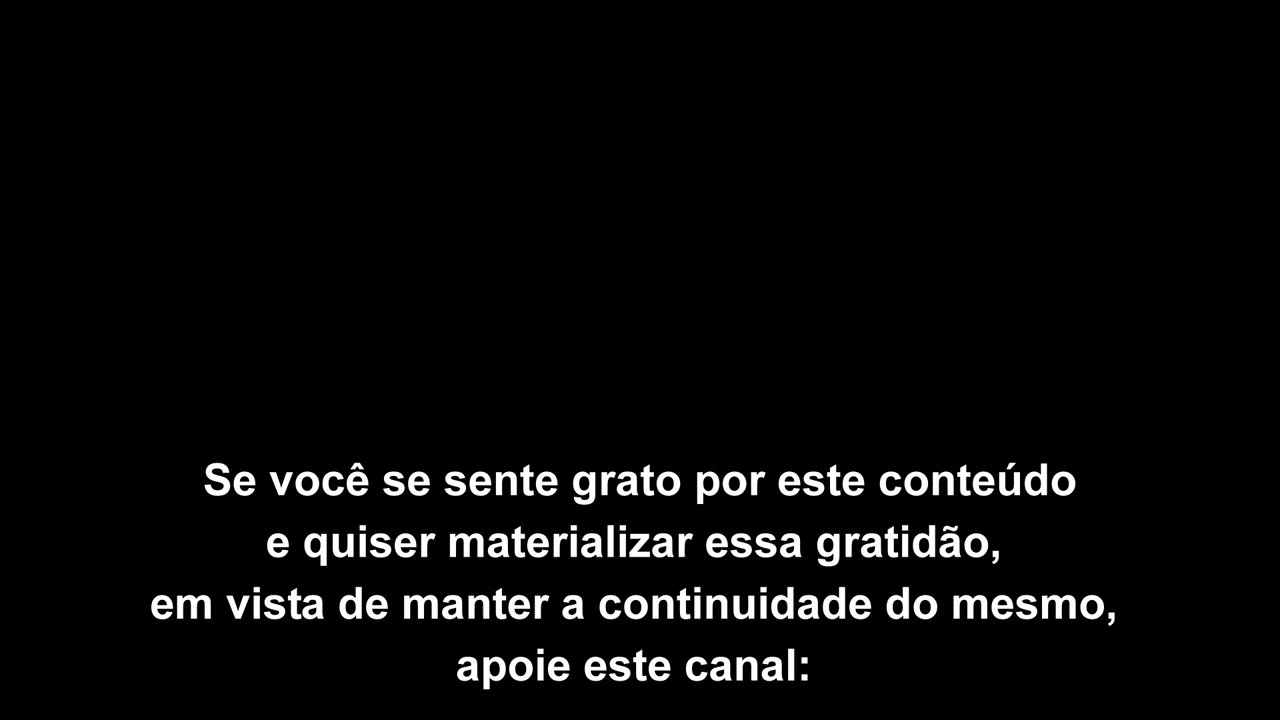 Se você se sente grato por este conteúdo
e quiser materializar essa gratidão,
em vista de manter a continuidade do mesmo,
apoie este canal: